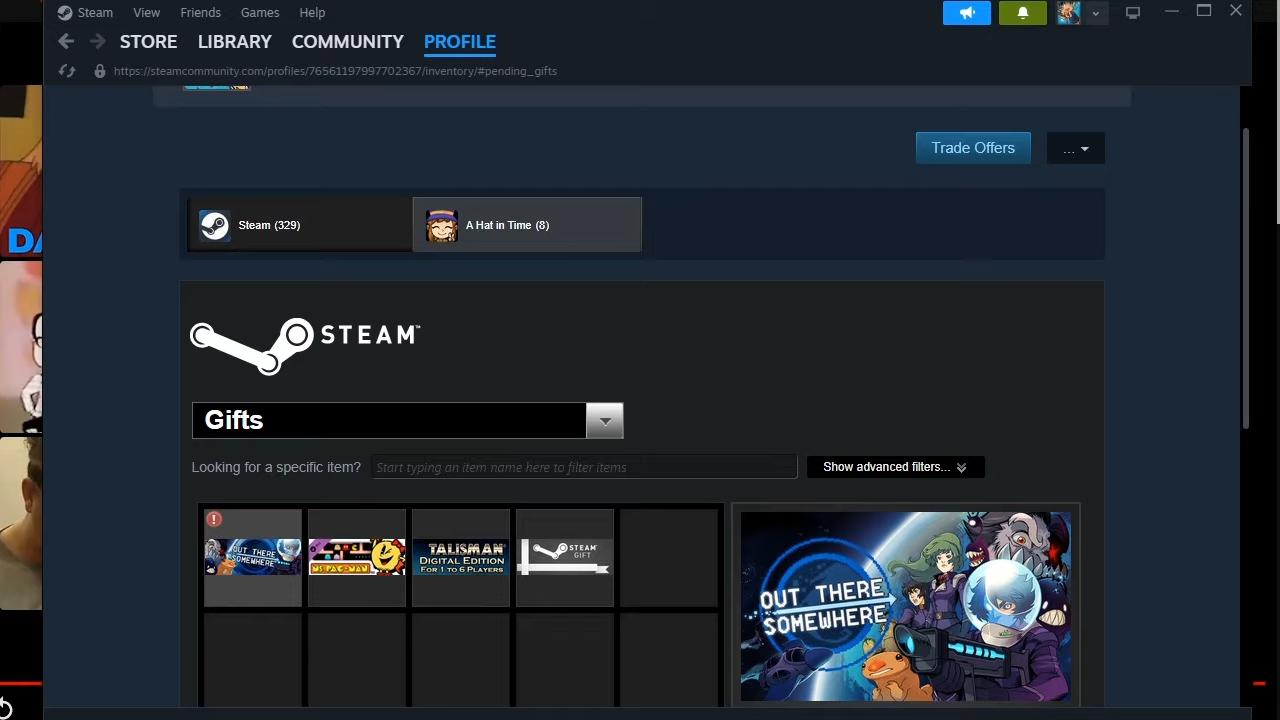 Steam View Friends Games Help
STORE LIBRARY COMMUNITY PROFILE
https://steamcommunity.com/profiles/76561197997702367/inventory/#pending_gifts
Trade Offers ...
Steam (329) A Hat in Time (8)
DA
STEAM™
Gifts
Looking for a specific item? Start typing an item name here to filter items Show advanced filters...
OUT THERE SOMEWHERE
MS. PAC-MAN
TALISMAN
DIGITAL EDITION
FOR 1 TO 6 PLAYERS
STEAM™
GIFT
OUT THERE
SOMEWHERE